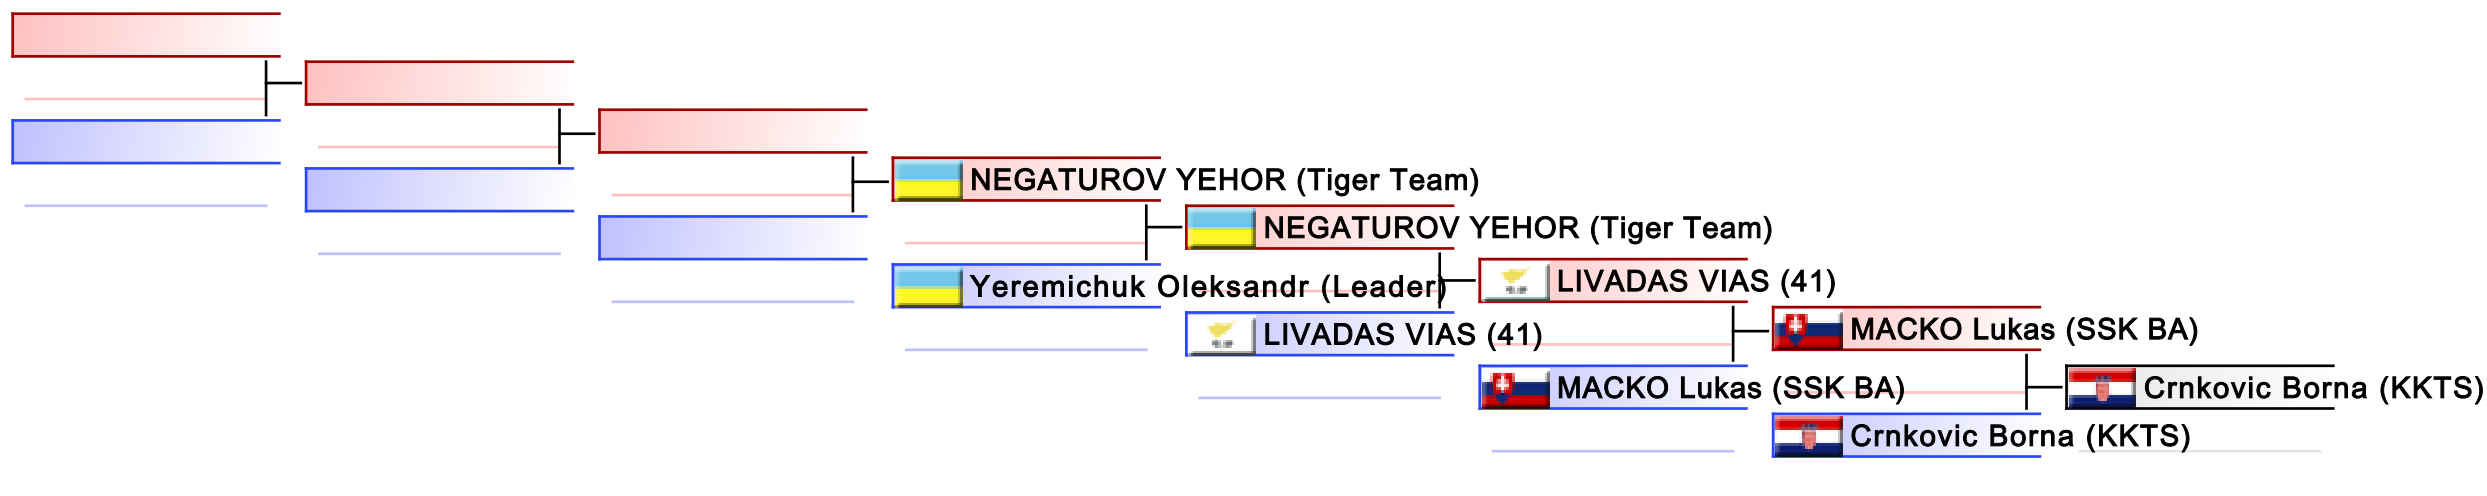 NEGATUROV YEHOR (Tiger Team)
NEGATUROV YEHOR (Tiger Team)
Yeremichuk Oleksandr (Leader)
LIVADAS VIAS (41)
LIVADAS VIAS (41)
MACKO Lukas (SSK BA)
MACKO Lukas (SSK BA)
Crnkovic Borna (KKTS)
Crnkovic Borna (KKTS)